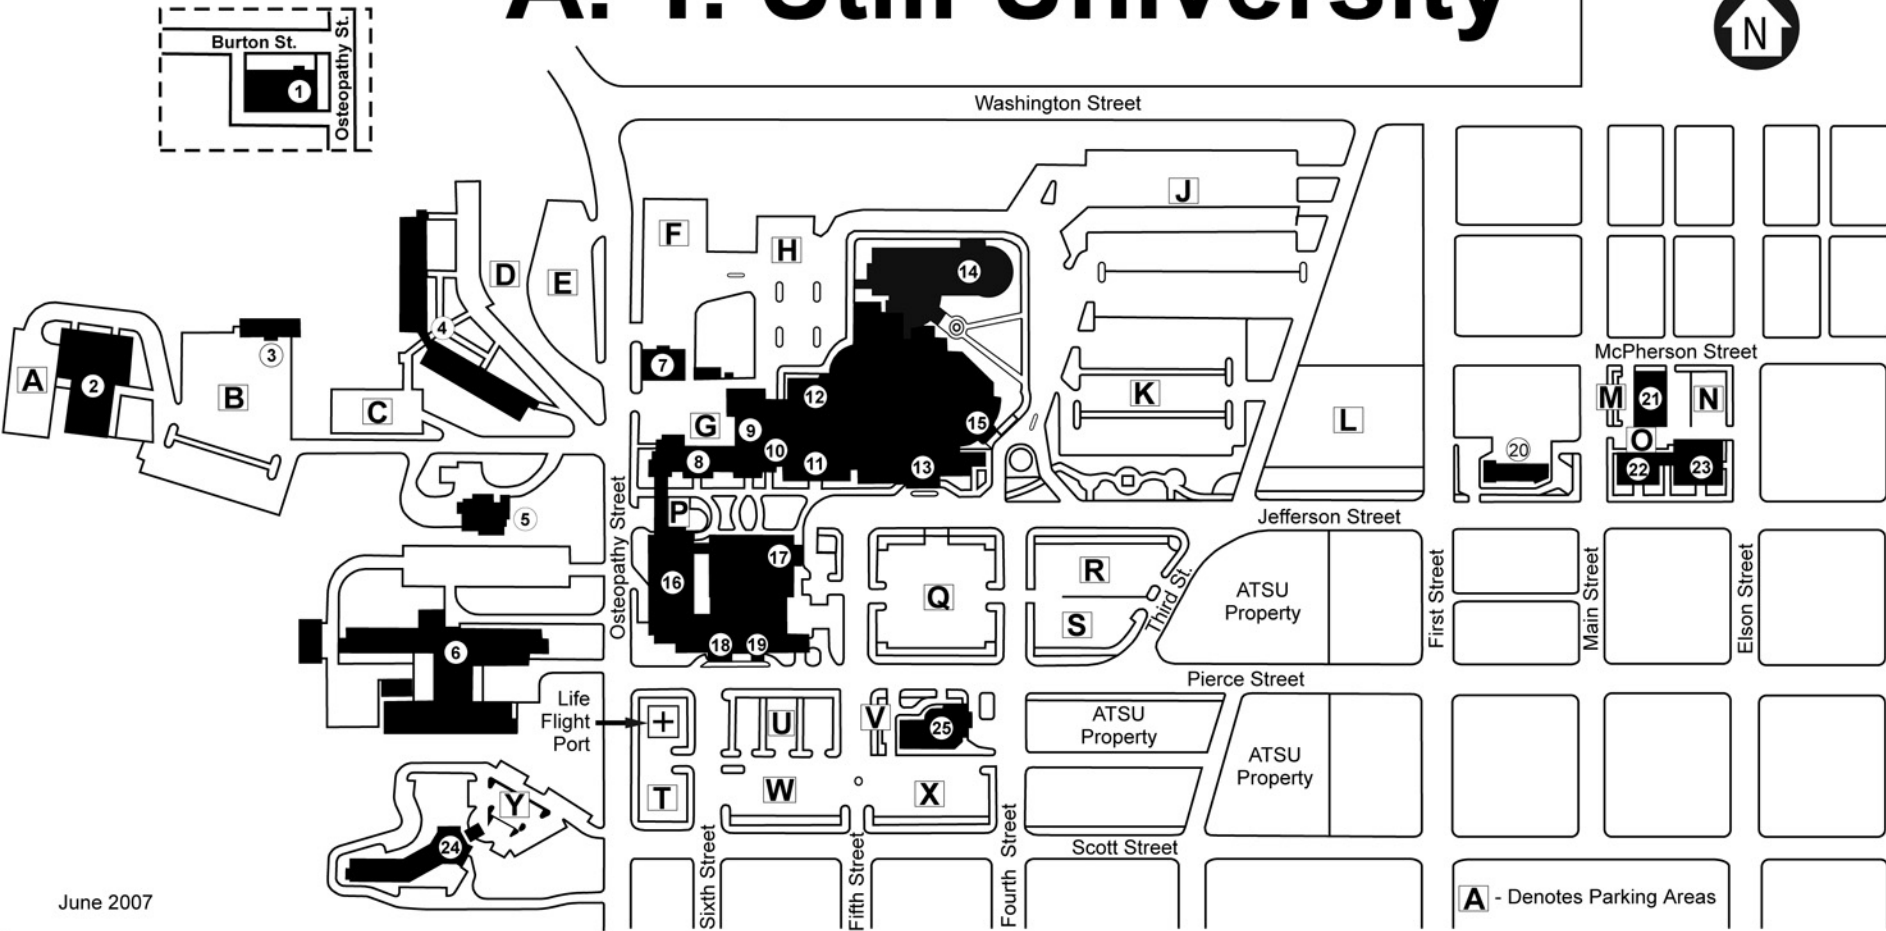 A. T. Still University
N
Burton St.
Osteopathy St.
1
Washington Street
J
F
H
D
E
14
4
3
7
McPherson Street
A
2
B
C
12
K
L
M
21
N
G
9
15
O
8
10
11
13
20
22
23
P
5
Osteopathy Street
Jefferson Street
16
17
Q
R
S
Third St.
ATSU
Property
First Street
Main Street
Elson Street
6
18
19
Pierce Street
Life
Flight
Port
+
U
V
25
ATSU
Property
ATSU
Property
T
W
X
Y
24
Sixth Street
Fifth Street
Fourth Street
Scott Street
June 2007
A - Denotes Parking Areas